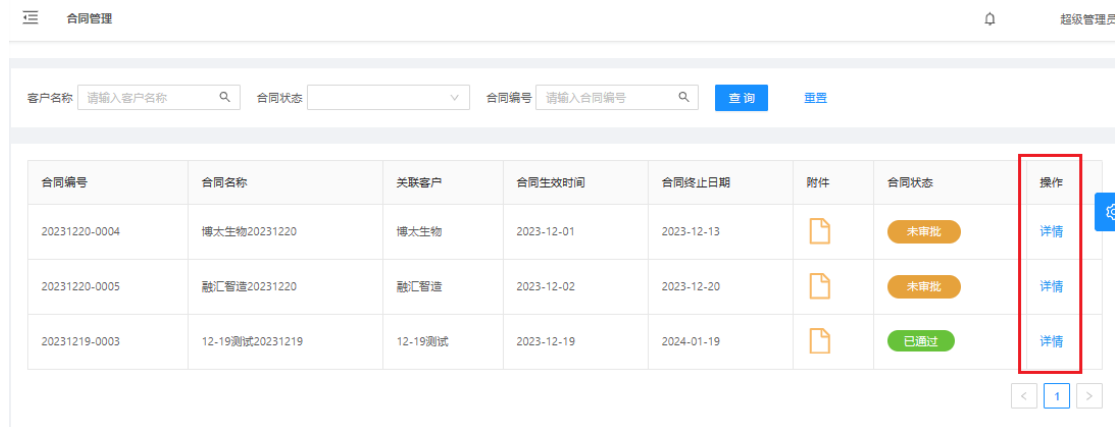 合同管理
超级管理员
客户名称 请输入客户名称 合同状态 合同编号 请输入合同编号 查询 重置
合同编号 合同名称 关联客户 合同生效时间 合同终止日期 附件 合同状态 操作
20231220-0004 博太生物20231220 博太生物 2023-12-01 2023-12-13 未审批 详情
20231220-0005 融汇智造20231220 融汇智造 2023-12-02 2023-12-20 未审批 详情
20231219-0003 12-19测试20231219 12-19测试 2023-12-19 2024-01-19 已通过 详情
< 1 >